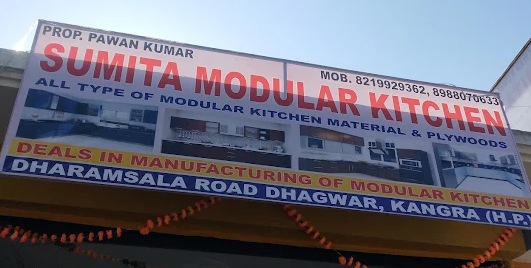 PROP. PAWAN KUMAR
MOB. 8219929362, 8988070633
SUMITA MODULAR KITCHEN
ALL TYPE OF MODULAR KITCHEN MATERIAL & PLYWOODS
DEALS IN MANUFACTURING OF MODULAR KITCHEN
DHARAMSALA ROAD DHAGWAR, KANGRA (H.P.)